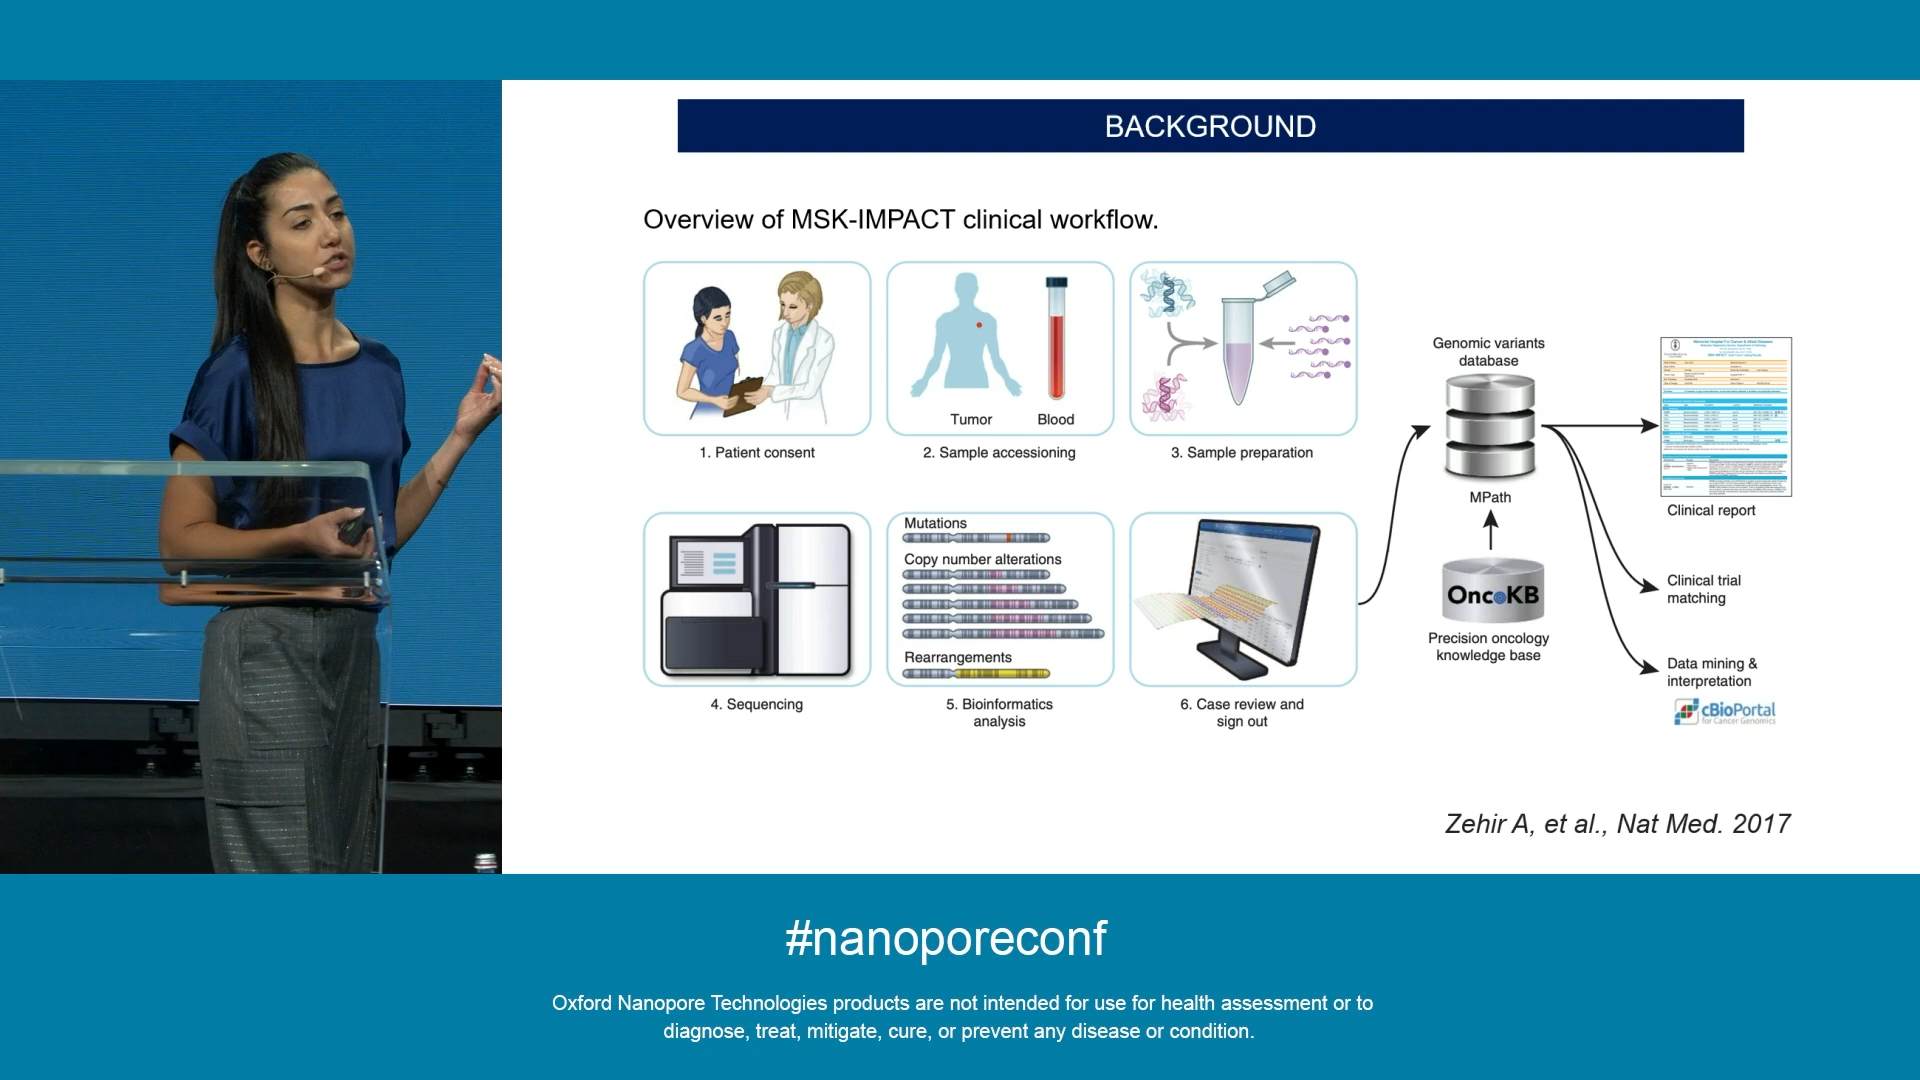 BACKGROUND
Overview of MSK-IMPACT clinical workflow.
Tumor
Blood
1. Patient consent
2. Sample accessioning
3. Sample preparation
Mutations
Copy number alterations
Rearrangements
4. Sequencing
5. Bioinformatics
analysis
6. Case review and
sign out
Genomic variants
database
MPath
OncoKB
Precision oncology
knowledge base
Clinical report
Clinical trial
matching
Data mining &
interpretation
cBioPortal
for Cancer Genomics
Zehir A, et al., Nat Med. 2017
#nanoporeconf
Oxford Nanopore Technologies products are not intended for use for health assessment or to
diagnose, treat, mitigate, cure, or prevent any disease or condition.